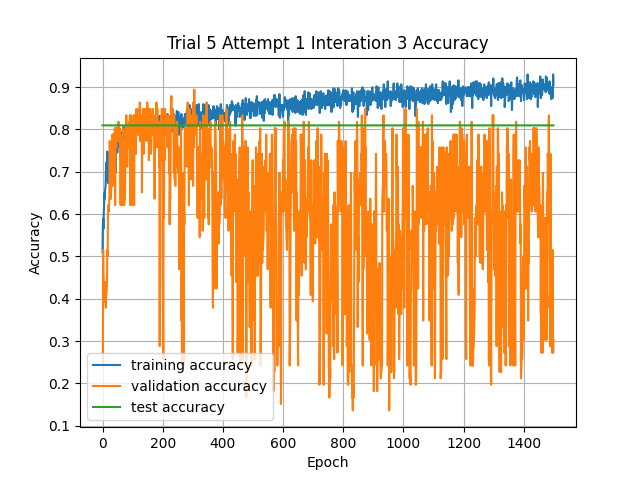 Trial 5 Attempt 1 Interation 3 Accuracy
Accuracy
0.9
0.8
0.7
0.6
0.5
0.4
0.3
0.2
0.1
training accuracy
validation accuracy
test accuracy
0 200 400 600 800 1000 1200 1400
Epoch